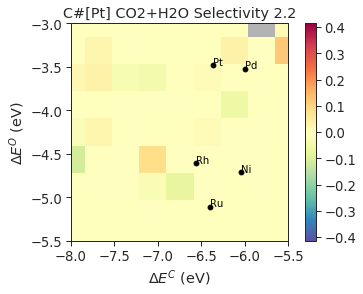 C#[Pt] CO2+H2O Selectivity 2.2
−3.0
−3.5
−4.0
−4.5
−5.0
−5.5
ΔE^O (eV)
Pt
Pd
Rh
Ni
Ru
−8.0 −7.5 −7.0 −6.5 −6.0 −5.5
ΔE^C (eV)
0.4
0.3
0.2
0.1
0.0
−0.1
−0.2
−0.3
−0.4